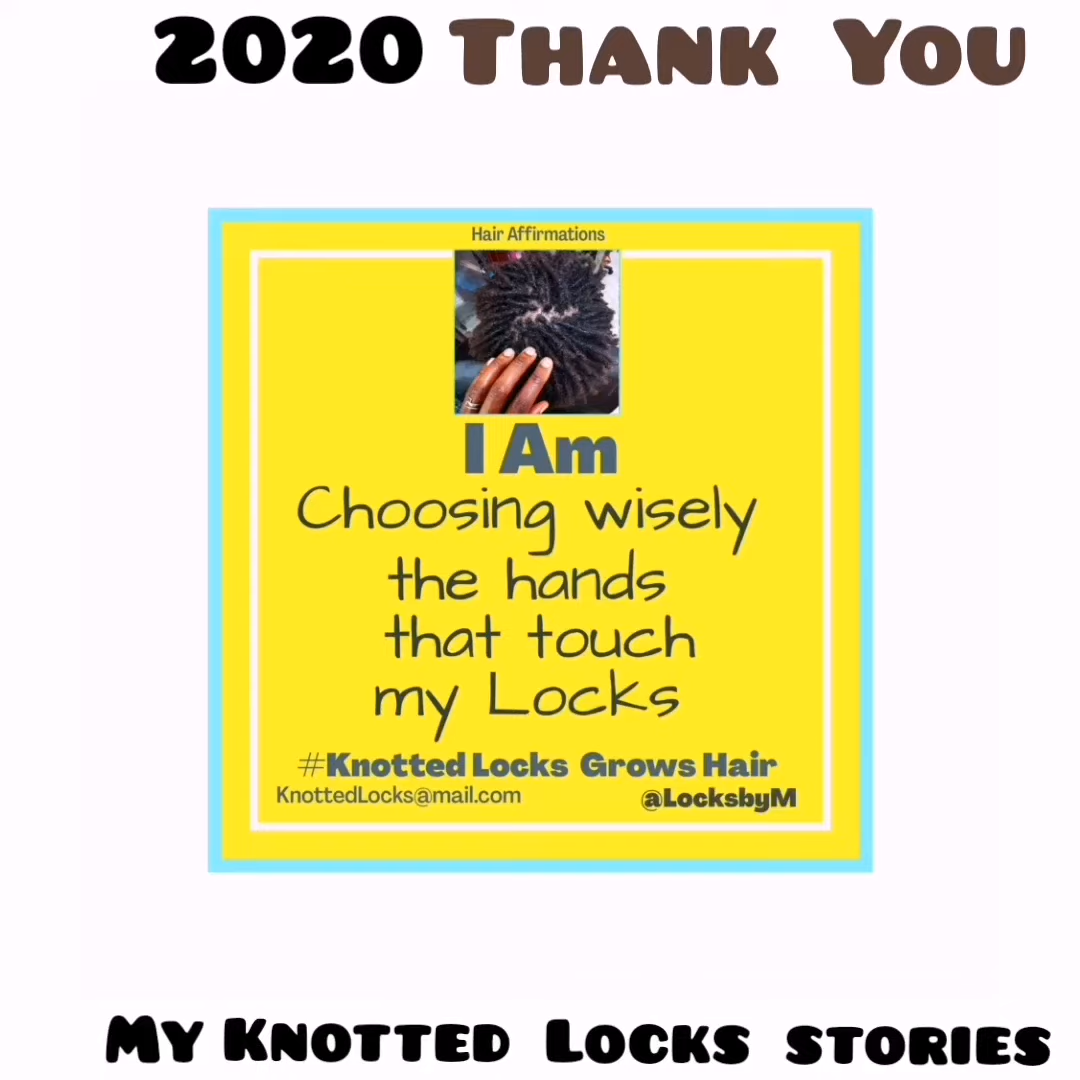 2020 Thank You
Hair Affirmations
I Am
Choosing wisely
the hands
that touch
my Locks
#Knotted Locks Grows Hair
KnottedLocks@mail.com @LocksbyM
My Knotted Locks stories